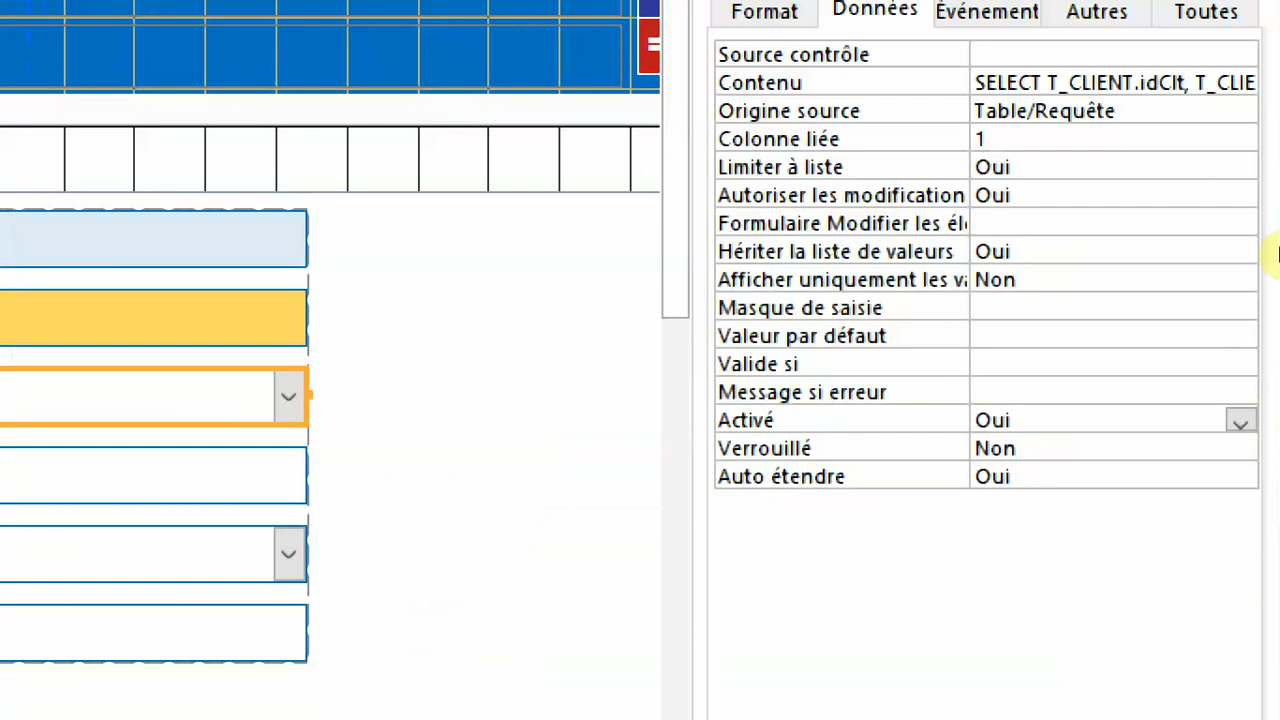 Format Données Événement Autres Toutes
=
Source contrôle
Contenu SELECT T_CLIENT.idClt, T_CLIE
Origine source Table/Requête
Colonne liée 1
Limiter à liste Oui
Autoriser les modification Oui
Formulaire Modifier les élé
Hériter la liste de valeurs Oui
Afficher uniquement les va Non
Masque de saisie
Valeur par défaut
Valide si
Message si erreur
Activé Oui
Verrouillé Non
Auto étendre Oui